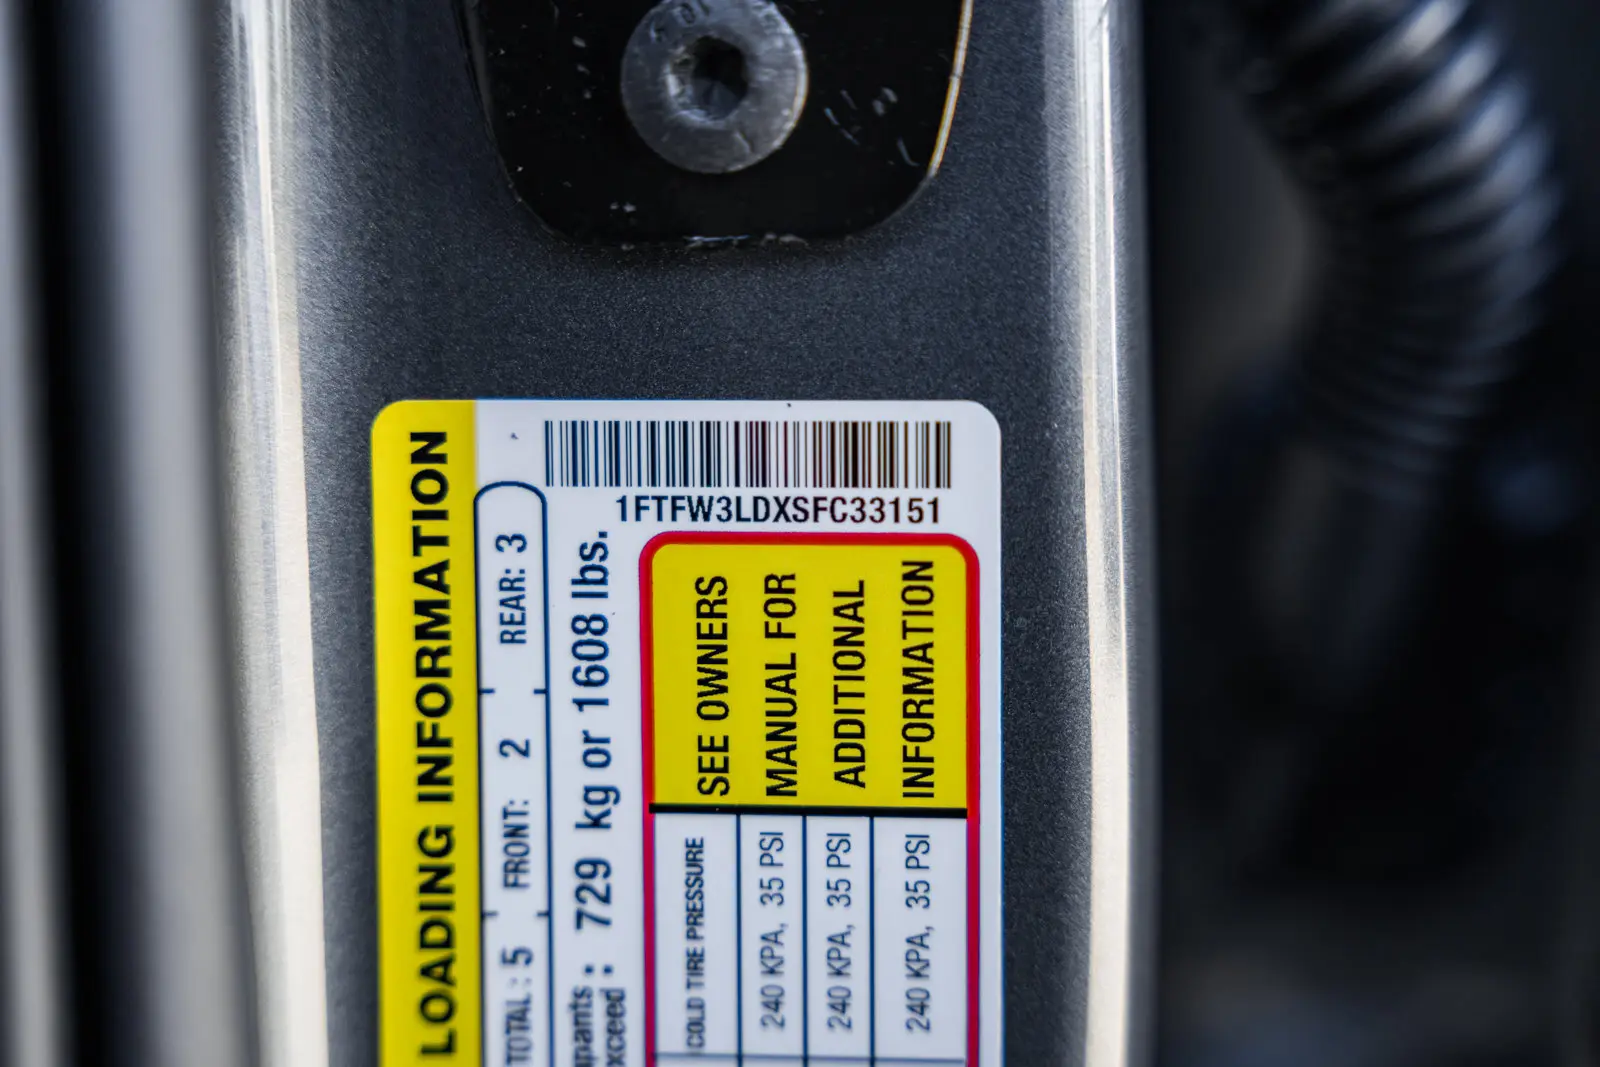 LOADING INFORMATION
TOTAL : 5 FRONT: 2 REAR: 3
729 kg or 1608 lbs.
1FTFW3LDXSFC33151
COLD TIRE PRESSURE
240 KPA, 35 PSI
240 KPA, 35 PSI
240 KPA, 35 PSI
SEE OWNERS
MANUAL FOR
ADDITIONAL
INFORMATION